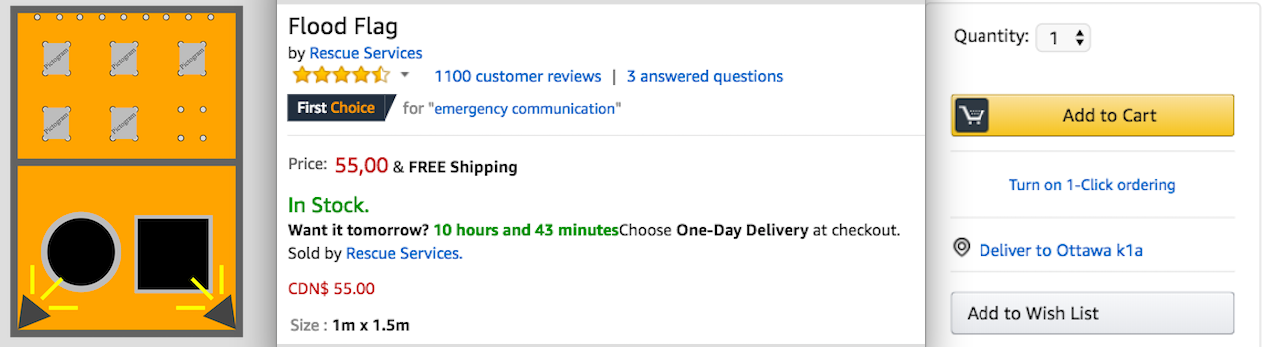 Pictogram
Pictogram
Pictogram
Pictogram
Pictogram
Flood Flag
by Rescue Services
1100 customer reviews | 3 answered questions
First Choice for "emergency communication"
Price: 55,00 & FREE Shipping
In Stock.
Want it tomorrow? 10 hours and 43 minutesChoose One-Day Delivery at checkout.
Sold by Rescue Services.
CDN$ 55.00
Size : 1m x 1.5m
Quantity: 1
Add to Cart
Turn on 1-Click ordering
Deliver to Ottawa k1a
Add to Wish List